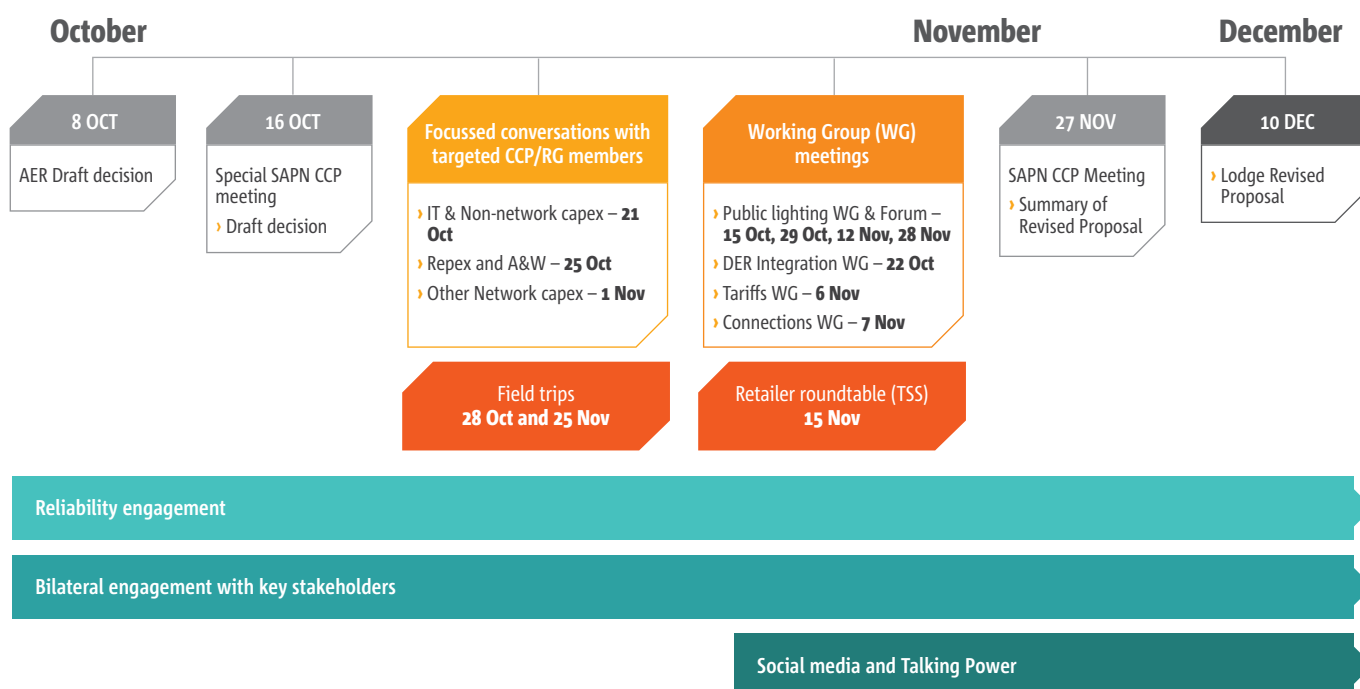 October
November
December
8 OCT
AER Draft decision
16 OCT
Special SAPN CCP
meeting
› Draft decision
Focussed conversations with
targeted CCP/RG members
› IT & Non-network capex – 21
Oct
› Repex and A&W – 25 Oct
› Other Network capex – 1 Nov
Working Group (WG)
meetings
› Public lighting WG & Forum –
15 Oct, 29 Oct, 12 Nov, 28 Nov
› DER Integration WG – 22 Oct
› Tariffs WG – 6 Nov
› Connections WG – 7 Nov
27 NOV
SAPN CCP Meeting
› Summary of
Revised Proposal
10 DEC
› Lodge Revised
Proposal
Field trips
28 Oct and 25 Nov
Retailer roundtable (TSS)
15 Nov
Reliability engagement
Bilateral engagement with key stakeholders
Social media and Talking Power